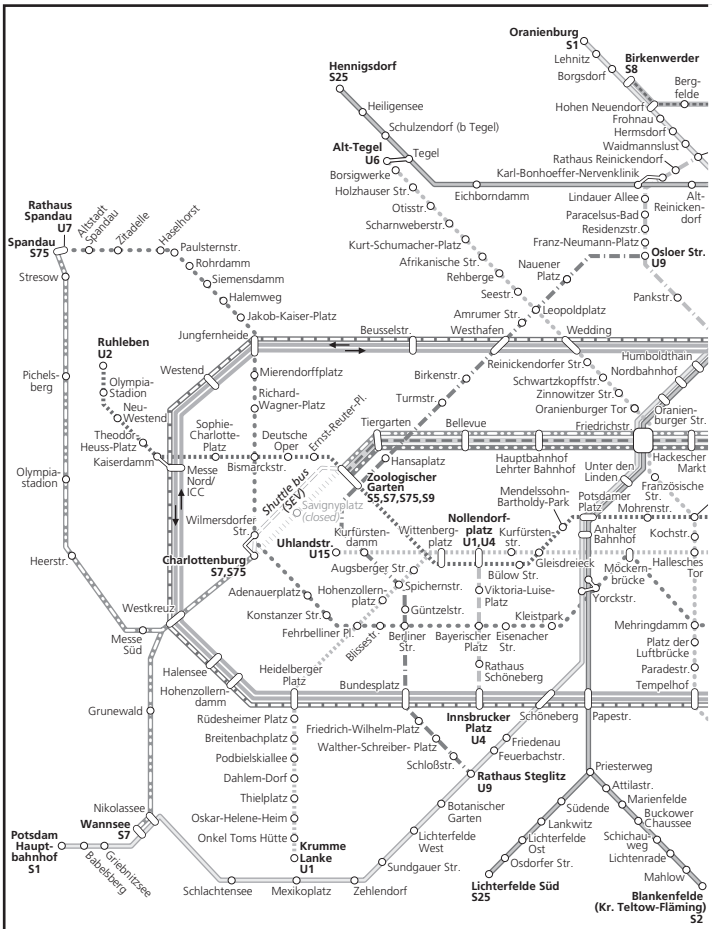 Oranienburg
S1
Lehnitz
Borgsdorf
Birkenwerder
S8
Berg-
felde
Hohen Neuendorf
Frohnau
Hermsdorf
Waidmannslust
Rathaus Reinickendorf
Karl-Bonhoeffer-Nervenklinik
Hennigsdorf
S25
Heiligensee
Schulzendorf (b Tegel)
Alt-Tegel
U6
Tegel
Borsigwerke
Holzhauser Str.
Otisstr.
Scharnweberstr.
Kurt-Schumacher-Platz
Afrikanische Str.
Rehberge
Seestr.
Eichborndamm
Lindauer Allee
Alt-
Reinicken-
dorf
Paracelsus-Bad
Residenzstr.
Franz-Neumann-Platz
Osloer Str.
U9
Nauener
Platz
Pankstr.
Leopoldplatz
Amrumer Str.
Rathaus
Spandau
U7
Spandau
S75
Altstadt
Spandau
Zitadelle
Haselhorst
Paulsternstr.
Rohrdamm
Siemensdamm
Halemweg
Jakob-Kaiser-Platz
Stresow
Jungfernheide
Beusselstr.
Westhafen
Wedding
Ruhleben
U2
Olympia-
Stadion
Neu-
Westend
Theodor-
Heuss-Platz
Kaiserdamm
Westend
Mierendorffplatz
Richard-
Wagner-Platz
Birkenstr.
Turmstr.
Reinickendorfer Str.
Schwartzkopffstr.
Zinnowitzer Str.
Oranienburger Tor
Humboldthain
Nordbahnhof
Oranien-
burger Str.
Pichels-
berg
Sophie-
Charlotte-
Platz
Deutsche
Oper
Ernst-Reuter-Pl.
Tiergarten
Bellevue
Hauptbahnhof
Lehrter Bahnhof
Friedrichstr.
Hackescher
Markt
Hansaplatz
Messe
Nord/
ICC
Bismarckstr.
Shuttle bus
(SEV)
Savignyplatz
(closed)
Zoologischer
Garten
S5,S7,S75,S9
Unter den
Linden
Französische
Str.
Olympia-
stadion
Wilmersdorfer
Str.
Mendelssohn-
Bartholdy-Park
Potsdamer
Platz
Mohrenstr.
Uhlandstr.
U15
Kurfürsten-
damm
Wittenberg-
platz
Nollendorf-
platz
U1,U4
Kurfürsten-
str.
Anhalter
Bahnhof
Kochstr.
Charlottenburg
S7,S75
Augsberger Str.
Bülow Str.
Gleisdreieck
Möckern-
brücke
Hallesches
Tor
Heerstr.
Adenauerplatz
Hohenzollern-
platz
Spichernstr.
Viktoria-Luise-
Platz
Yorckstr.
Westkreuz
Konstanzer Str.
Güntzelstr.
Kleistpark
Mehringdamm
Messe
Süd
Fehrbelliner Pl.
Blissestr.
Berliner
Str.
Bayerischer
Platz
Eisenacher
Str.
Platz der
Luftbrücke
Halensee
Heidelberger
Platz
Rathaus
Schöneberg
Paradestr.
Hohenzollern-
damm
Bundesplatz
Tempelhof
Grunewald
Rüdesheimer Platz
Friedrich-Wilhelm-Platz
Innsbrucker
Platz
U4
Schöneberg
Papestr.
Breitenbachplatz
Walther-Schreiber- Platz
Friedenau
Podbielskiallee
Schloßstr.
Feuerbachstr.
Dahlem-Dorf
Rathaus Steglitz
U9
Priesterweg
Attilastr.
Thielplatz
Marienfelde
Nikolassee
Oskar-Helene-Heim
Botanischer
Garten
Südende
Buckower
Chaussee
Wannsee
S7
Onkel Toms Hütte
Lichterfelde
West
Lankwitz
Schichau-
weg
Potsdam
Haupt-
bahnhof
S1
Babelsberg
Griebnitzsee
Krumme
Lanke
U1
Sundgauer Str.
Lichterfelde
Ost
Osdorfer Str.
Lichtenrade
Mahlow
Schlachtensee
Mexikoplatz
Zehlendorf
Lichterfelde Süd
S25
Blankenfelde
(Kr. Teltow-Fläming)
S2